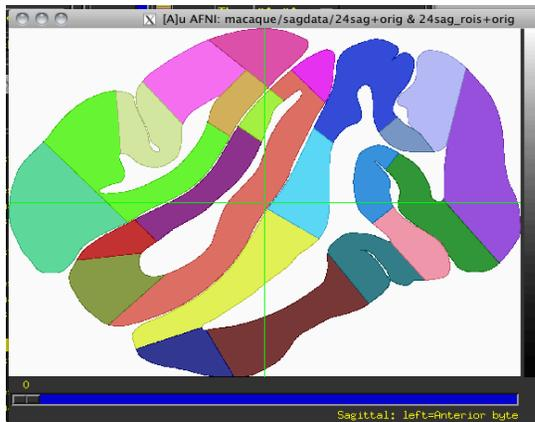 [A]u AFNI: macaque/sagdata/24sag+orig & 24sag_rois+orig
0
Sagittal: left=Anterior byte